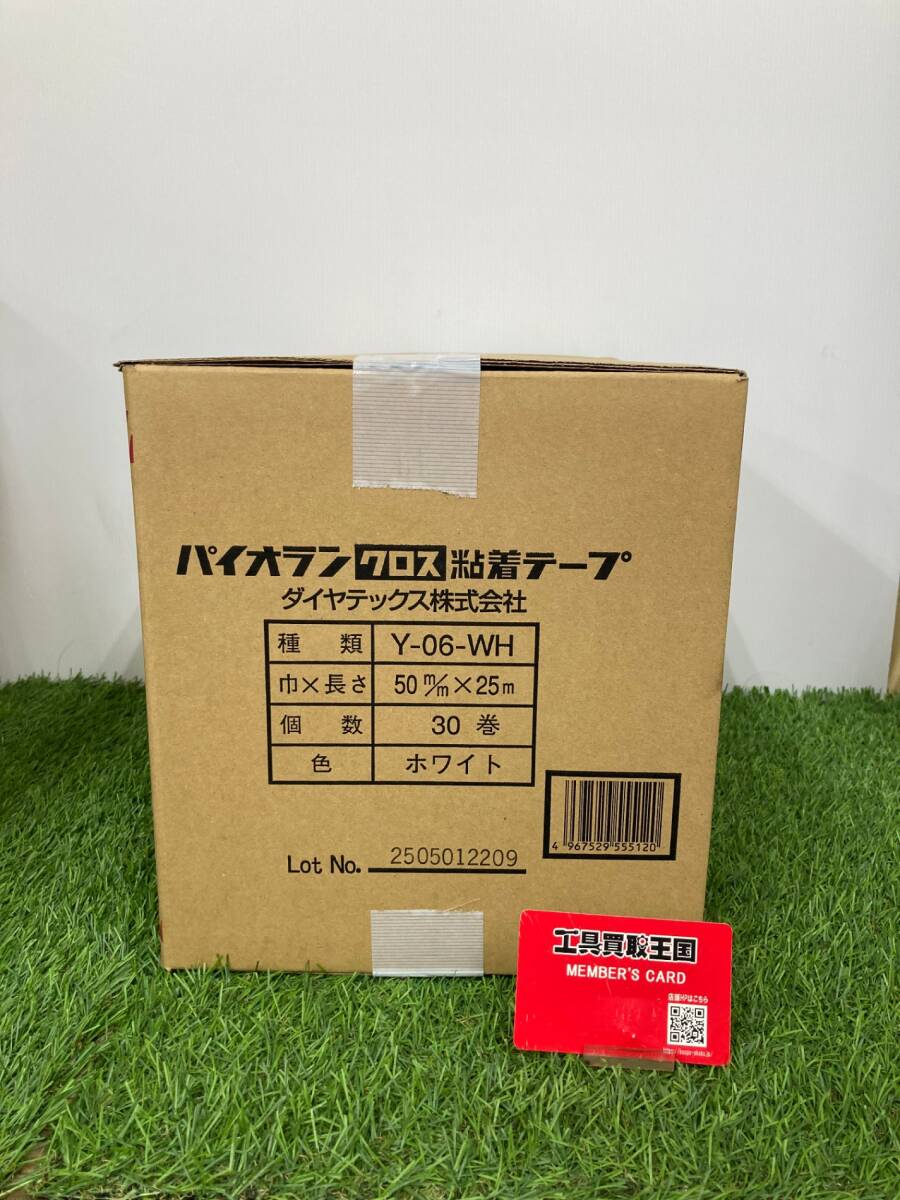 パイオランクロス粘着テープ
ダイヤテックス株式会社
種類 Y-06-WH
巾×長さ 50m/m×25m
個数 30巻
色 ホワイト
4 967529 555120
Lot No. 2505012209
工具買取王国
MEMBER'S CARD
店舗HPはこちら